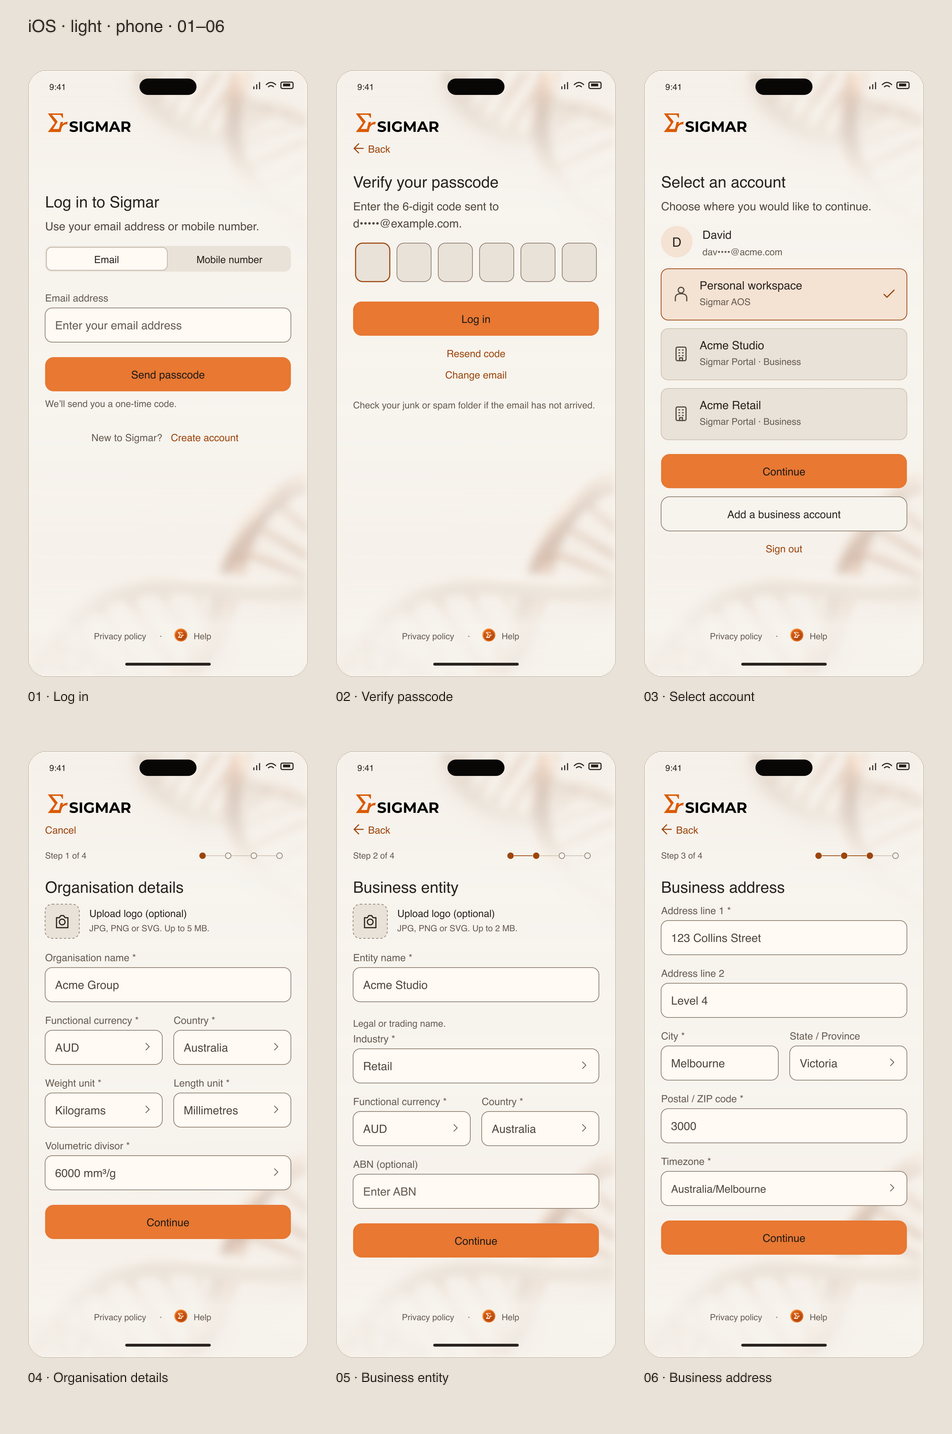 iOS · light · phone · 01–06
9:41
SIGMAR
Log in to Sigmar
Use your email address or mobile number.
Email
Mobile number
Email address
Enter your email address
Send passcode
We'll send you a one-time code.
New to Sigmar? Create account
Privacy policy · Help
01 · Log in
9:41
SIGMAR
Back
Verify your passcode
Enter the 6-digit code sent to
d•••••@example.com.
Log in
Resend code
Change email
Check your junk or spam folder if the email has not arrived.
Privacy policy · Help
02 · Verify passcode
9:41
SIGMAR
Select an account
Choose where you would like to continue.
D
David
dav••••@acme.com
Personal workspace
Sigmar AOS
Acme Studio
Sigmar Portal · Business
Acme Retail
Sigmar Portal · Business
Continue
Add a business account
Sign out
Privacy policy · Help
03 · Select account
9:41
SIGMAR
Cancel
Step 1 of 4
Organisation details
Upload logo (optional)
JPG, PNG or SVG. Up to 5 MB.
Organisation name *
Acme Group
Functional currency *
Country *
AUD
Australia
Weight unit *
Length unit *
Kilograms
Millimetres
Volumetric divisor *
6000 mm³/g
Continue
Privacy policy · Help
04 · Organisation details
9:41
SIGMAR
Back
Step 2 of 4
Business entity
Upload logo (optional)
JPG, PNG or SVG. Up to 2 MB.
Entity name *
Acme Studio
Legal or trading name.
Industry *
Retail
Functional currency *
Country *
AUD
Australia
ABN (optional)
Enter ABN
Continue
Privacy policy · Help
05 · Business entity
9:41
SIGMAR
Back
Step 3 of 4
Business address
Address line 1 *
123 Collins Street
Address line 2
Level 4
City *
State / Province
Melbourne
Victoria
Postal / ZIP code *
3000
Timezone *
Australia/Melbourne
Continue
Privacy policy · Help
06 · Business address